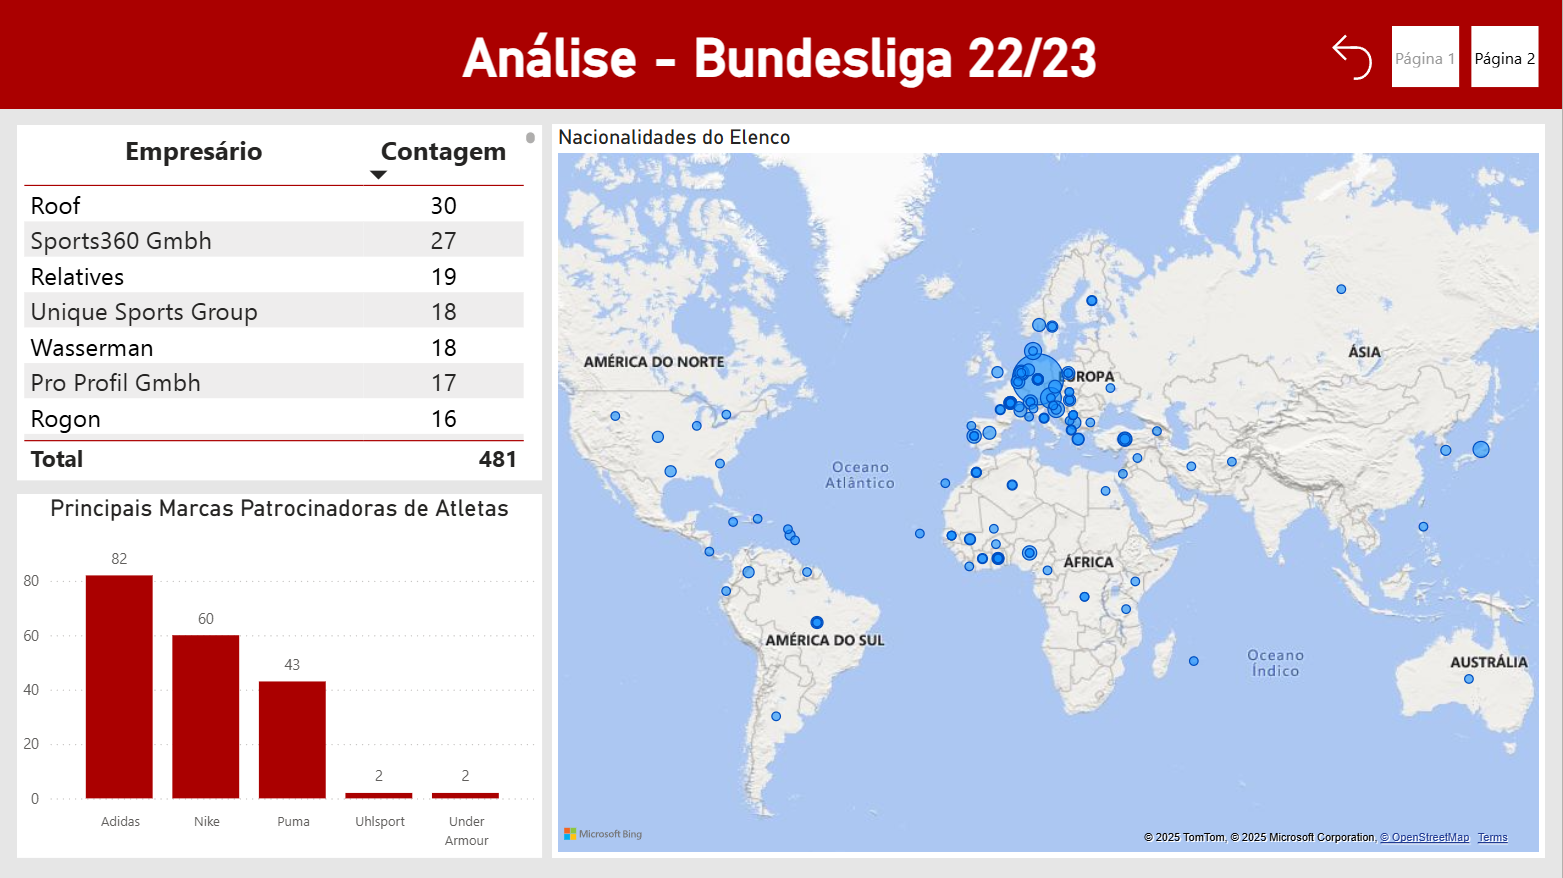 Análise - Bundesliga 22/23
Página 1
Página 2
Empresário Contagem
Roof 30
Sports360 Gmbh 27
Relatives 19
Unique Sports Group 18
Wasserman 18
Pro Profil Gmbh 17
Rogon 16
Total 481
Principais Marcas Patrocinadoras de Atletas
80
60
40
20
0
82
60
43
2
2
Adidas
Nike
Puma
Uhlsport
Under
Armour
Nacionalidades do Elenco
AMÉRICA DO NORTE
EUROPA
ÁSIA
Oceano
Atlântico
ÁFRICA
AMÉRICA DO SUL
Oceano
Índico
AUSTRÁLIA
Microsoft Bing
© 2025 TomTom, © 2025 Microsoft Corporation, © OpenStreetMap Terms